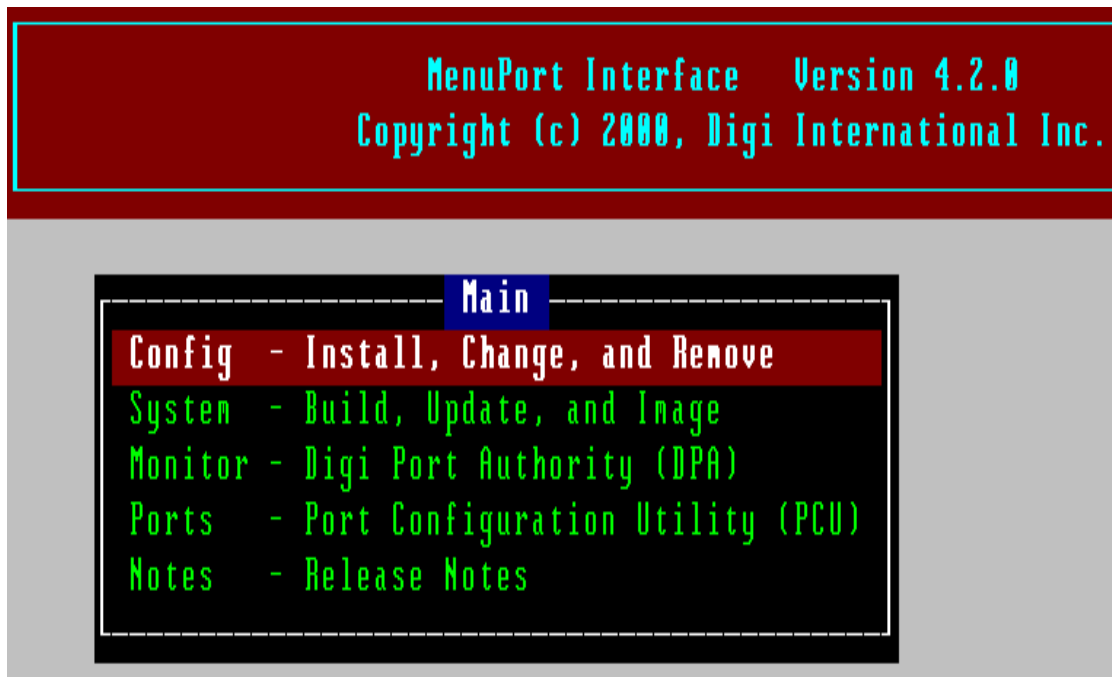 MenuPort Interface   Version 4.2.0
Copyright (c) 2000, Digi International Inc.
Main
Config  - Install, Change, and Remove
System  - Build, Update, and Image
Monitor - Digi Port Authority (DPA)
Ports   - Port Configuration Utility (PCU)
Notes   - Release Notes